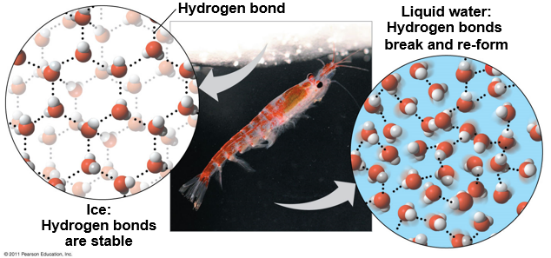 Hydrogen bond
Liquid water:
Hydrogen bonds
break and re-form
Ice:
Hydrogen bonds
are stable
©2011 Pearson Education, Inc.